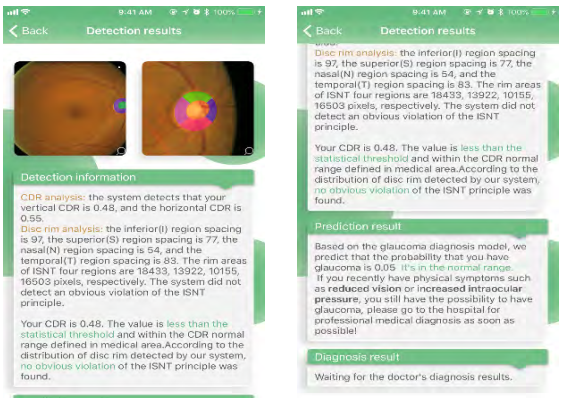 9:41 AM 100%
Back Detection results
Detection information
CDR analysis: the system detects that your
vertical CDR is 0.48, and the horizontal CDR is
0.55.
Disc rim analysis: the inferior(I) region spacing
is 97, the superior(S) region spacing is 77, the
nasal(N) region spacing is 54, and the
temporal(T) region spacing is 83. The rim areas
of ISNT four regions are 18433, 13922, 10155,
16503 pixels, respectively. The system did not
detect an obvious violation of the ISNT
principle.
Your CDR is 0.48. The value is less than the
statistical threshold and within the CDR normal
range defined in medical area.According to the
distribution of disc rim detected by our system,
no obvious violation of the ISNT principle was
found.
9:41 AM 100%
Back Detection results
Disc rim analysis: the inferior(I) region spacing
is 97, the superior(S) region spacing is 77, the
nasal(N) region spacing is 54, and the
temporal(T) region spacing is 83. The rim areas
of ISNT four regions are 18433, 13922, 10155,
16503 pixels, respectively. The system did not
detect an obvious violation of the ISNT
principle.
Your CDR is 0.48. The value is less than the
statistical threshold and within the CDR normal
range defined in medical area.According to the
distribution of disc rim detected by our system,
no obvious violation of the ISNT principle was
found.
Prediction result
Based on the glaucoma diagnosis model, we
predict that the probability that you have
glaucoma is 0.05 It's in the normal range.
If you recently have physical symptoms such
as reduced vision or increased intraocular
pressure, you still have the possibility to have
glaucoma, please go to the hospital for
professional medical diagnosis as soon as
possible!
Diagnosis result
Waiting for the doctor's diagnosis results.